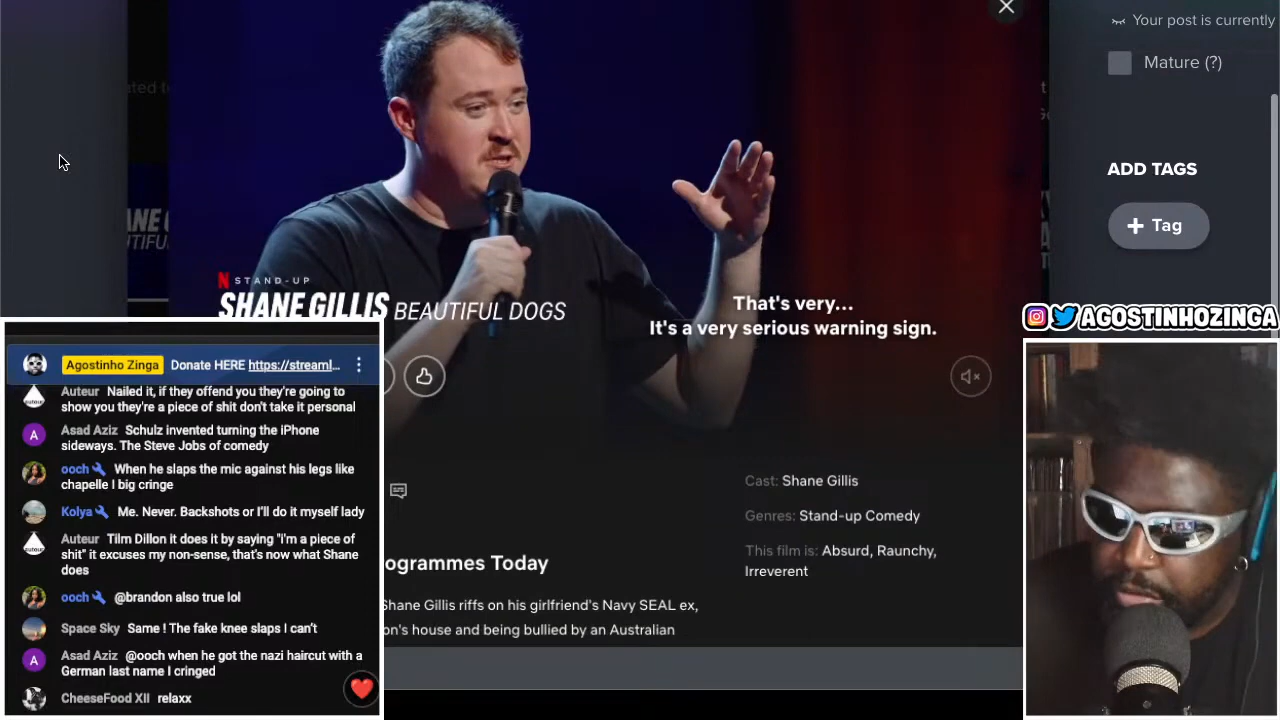 Your post is currently
Mature (?)
ADD TAGS
+ Tag
N STAND-UP
SHANE GILLIS BEAUTIFUL DOGS
That's very...
It's a very serious warning sign.
AGOSTINHOZINGA
Agostinho Zinga Donate HERE https://streaml...
Auteur Nailed it, if they offend you they're going to
show you they're a piece of shit don't take it personal
A Asad Aziz Schulz invented turning the iPhone
sideways. The Steve Jobs of comedy
ooch When he slaps the mic against his legs like
chapelle I big cringe
Kolya Me. Never. Backshots or I'll do it myself lady
Auteur Tilm Dillon it does it by saying "i'm a piece of
shit" it excuses my non-sense, that's now what Shane
does
ooch @brandon also true lol
Space Sky Same ! The fake knee slaps I can't
A Asad Aziz @ooch when he got the nazi haircut with a
German last name I cringed
CheeseFood XII relaxx
Cast: Shane Gillis
Genres: Stand-up Comedy
This film is: Absurd, Raunchy,
Irreverent
ogrammes Today
Shane Gillis riffs on his girlfriend's Navy SEAL ex,
on's house and being bullied by an Australian